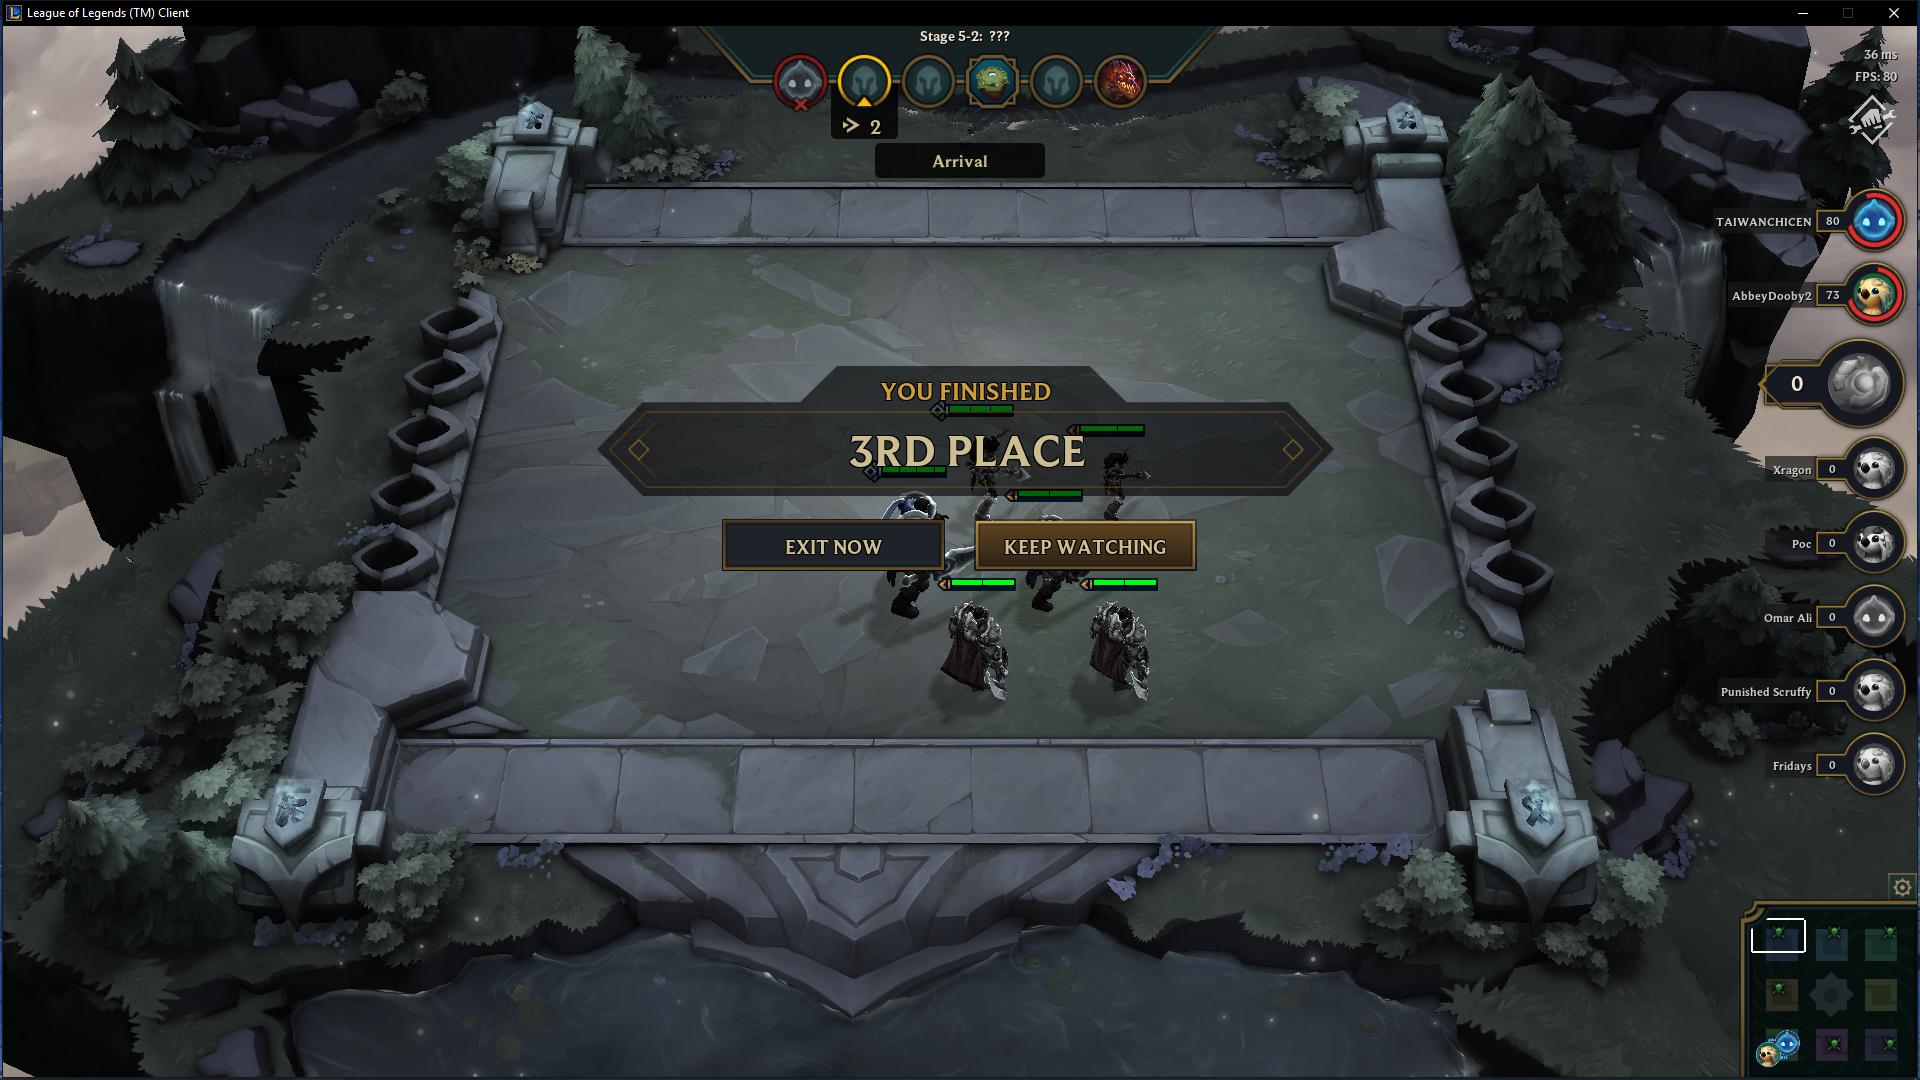 League of Legends (TM) Client
Stage 5-2: ???
36 ms
FPS: 80
> 2
Arrival
TAIWANCHICEN 80
AbbeyDooby2 73
0
Xragon 0
Poc 0
Omar Ali 0
Punished Scruffy 0
Fridays 0
YOU FINISHED
3RD PLACE
EXIT NOW
KEEP WATCHING